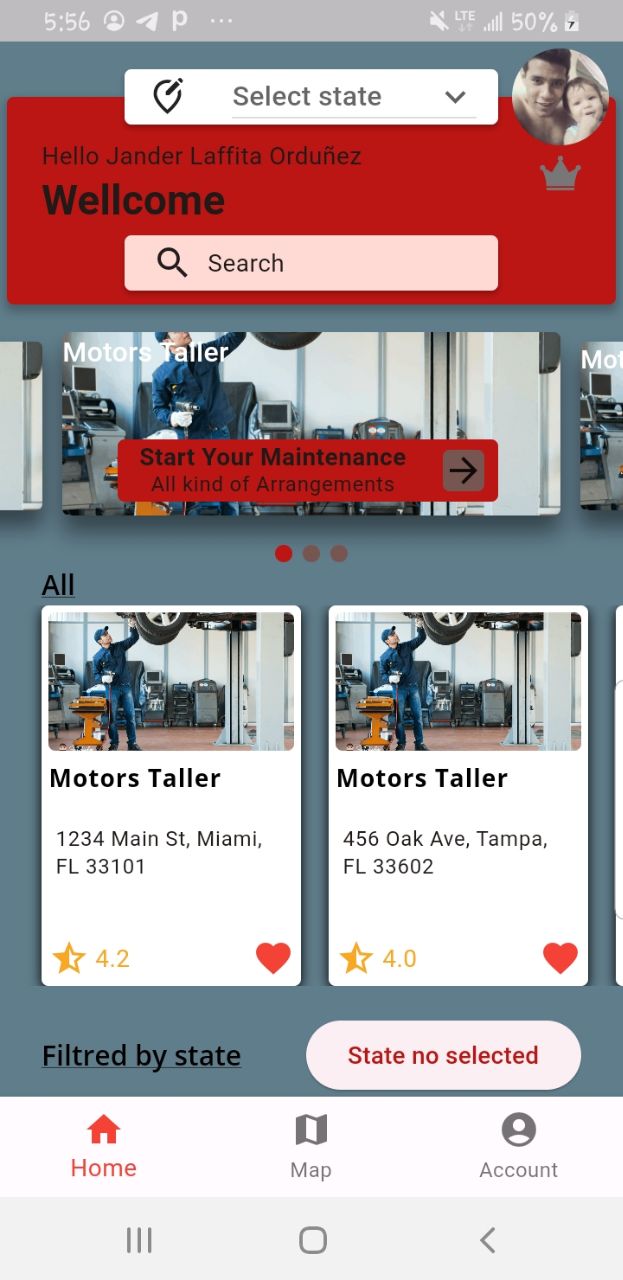 5:56
LTE
50%
Select state
Hello Jander Laffita Orduñez
Wellcome
Search
Motors Taller
Mot
Start Your Maintenance
All kind of Arrangements
All
Motors Taller
1234 Main St, Miami,
FL 33101
4.2
Motors Taller
456 Oak Ave, Tampa,
FL 33602
4.0
Filtred by state
State no selected
Home
Map
Account